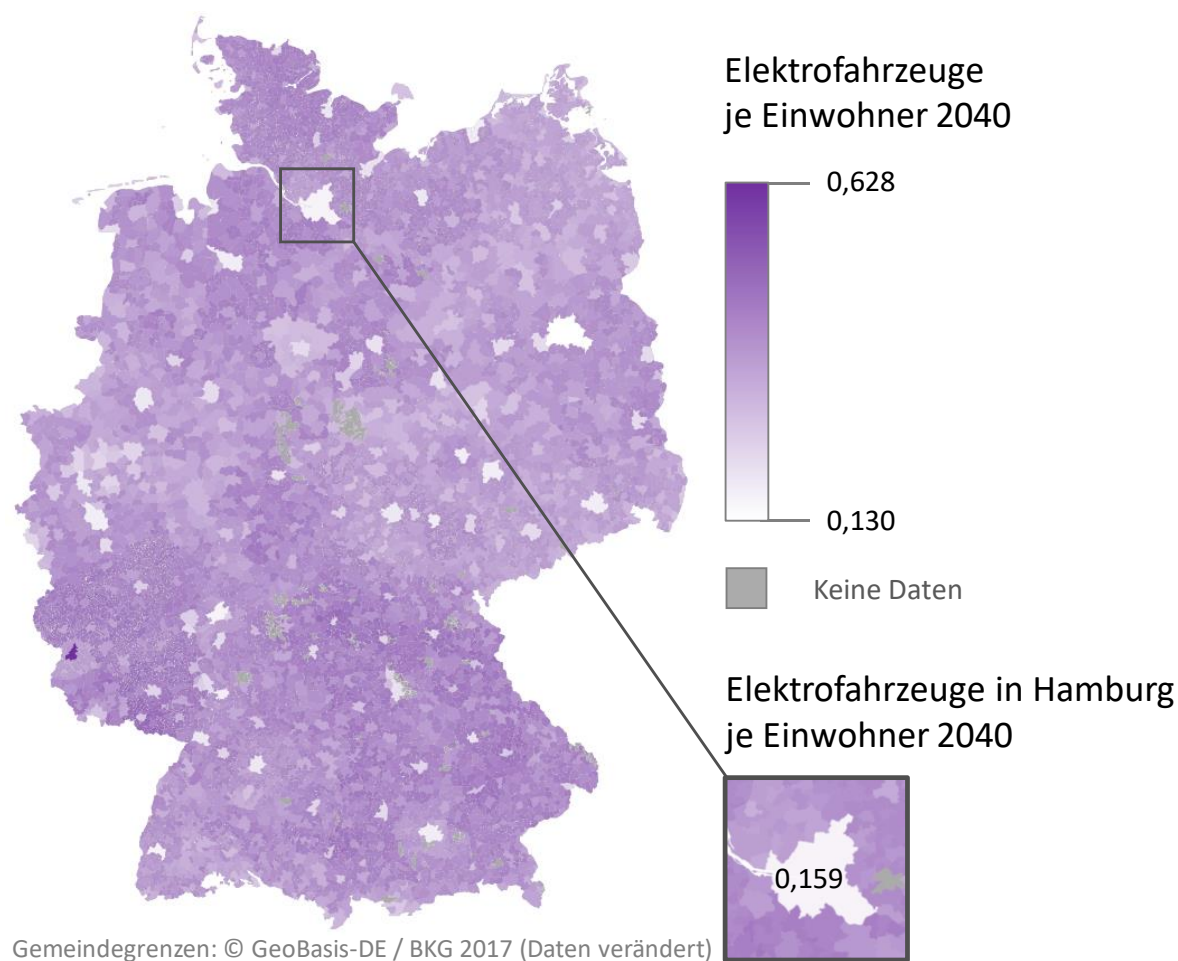 Elektrofahrzeuge
je Einwohner 2040
0,628
0,130
Keine Daten
Elektrofahrzeuge in Hamburg
je Einwohner 2040
0,159
Gemeindegrenzen: © GeoBasis-DE / BKG 2017 (Daten verändert)